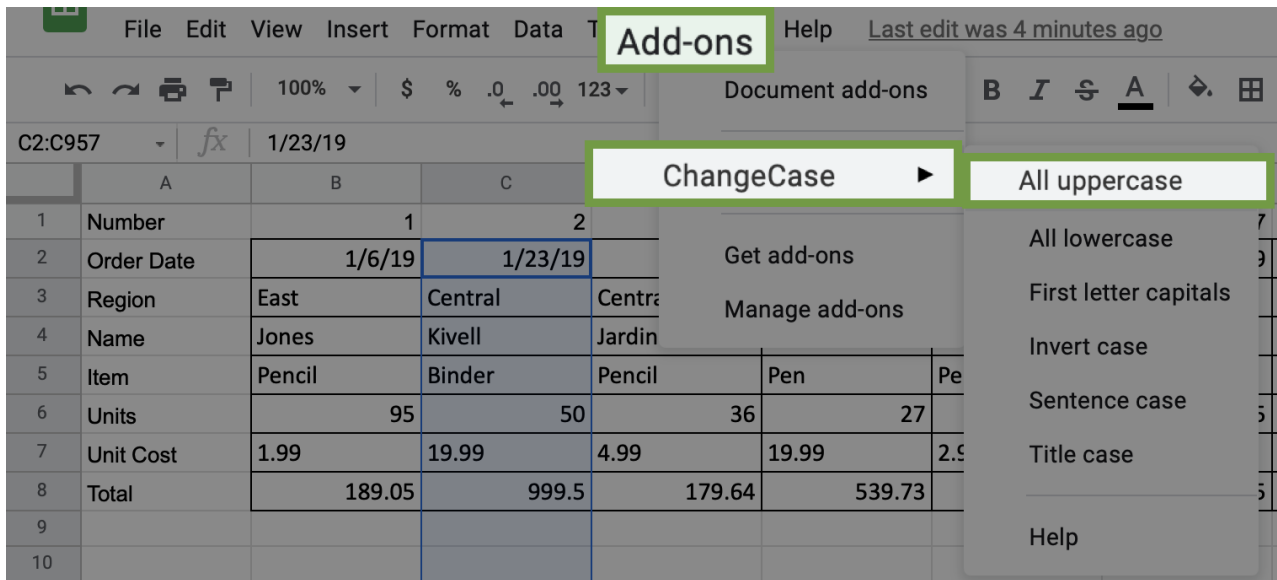 File Edit View Insert Format Data T Add-ons Help Last edit was 4 minutes ago
100% $ % .0 .00 123 B I S A
Document add-ons
C2:C957 fx 1/23/19
ChangeCase ► All uppercase
A B C
1 Number 1 2 7
All lowercase
2 Order Date 1/6/19 1/23/19 9
Get add-ons
3 Region East Central Centra
First letter capitals
Manage add-ons
4 Name Jones Kivell Jardin
Invert case
5 Item Pencil Binder Pencil Pen Pe
Sentence case
6 Units 95 50 36 27 5
7 Unit Cost 1.99 19.99 4.99 19.99 2.9
Title case
8 Total 189.05 999.5 179.64 539.73 5
9
Help
10